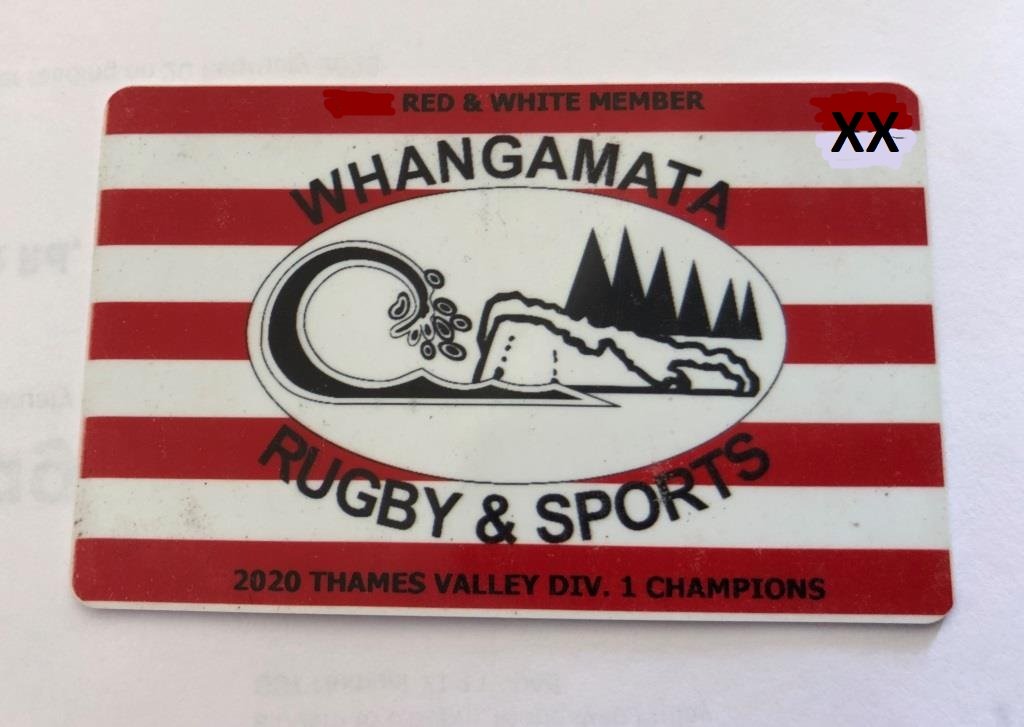 RED & WHITE MEMBER
XX
WHANGAMATA
RUGBY & SPORTS
2020 THAMES VALLEY DIV. 1 CHAMPIONS